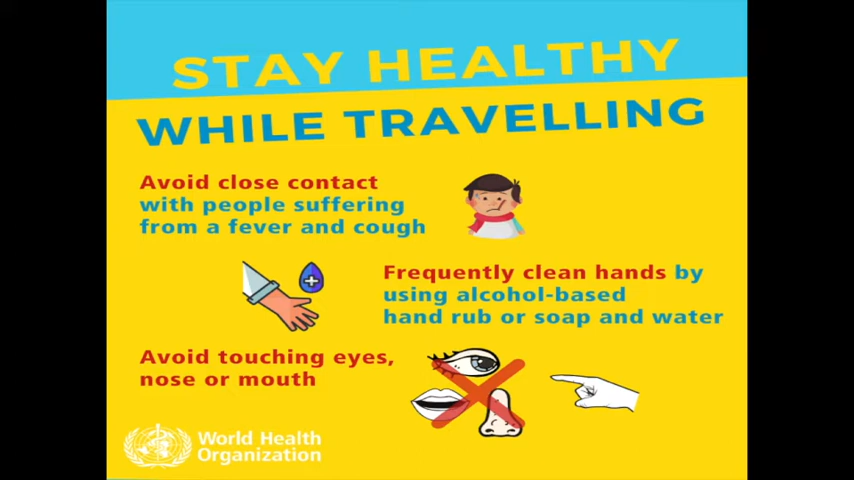 STAY HEALTHY
WHILE TRAVELLING
Avoid close contact
with people suffering
from a fever and cough
Frequently clean hands by
using alcohol-based
hand rub or soap and water
Avoid touching eyes,
nose or mouth
World Health
Organization